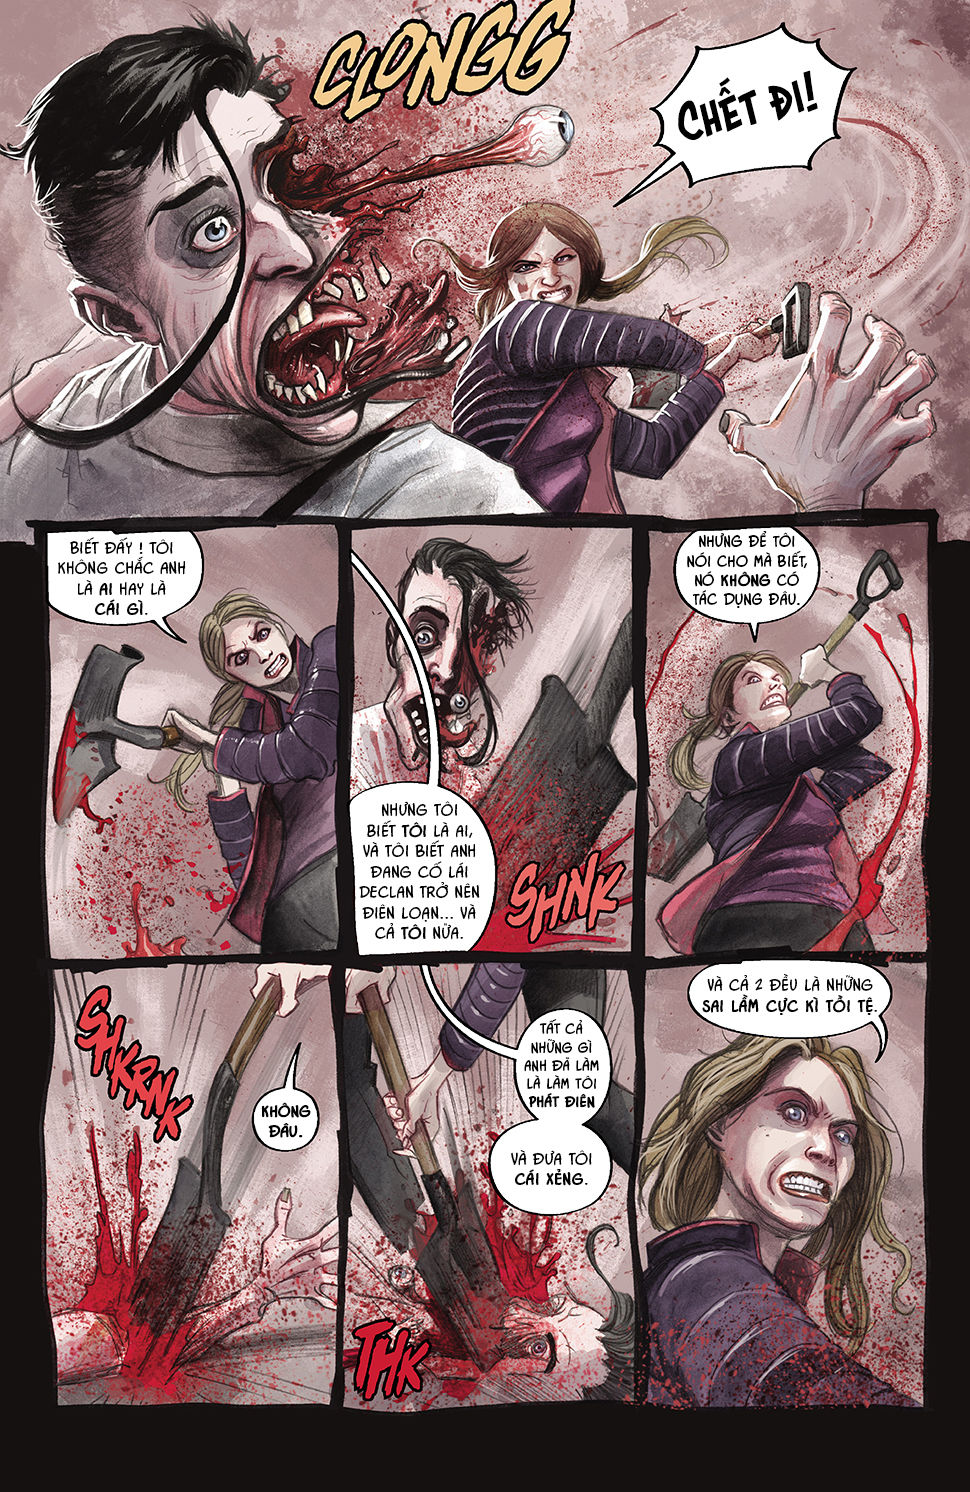 CLONGG
CHẾT ĐI!
BIẾT ĐẤY ! TÔI
KHÔNG CHẮC ANH
LÀ AI HAY LÀ
CÁI GÌ.
NHƯNG TÔI
BIẾT TÔI LÀ AI,
VÀ TÔI BIẾT ANH
ĐANG CỐ LÁI
DECLAN TRỞ NÊN
ĐIÊN LOẠN... VÀ
CẢ TÔI NỮA.
SHNK
NHƯNG ĐỂ TÔI
NÓI CHO MÀ BIẾT,
NÓ KHÔNG CÓ
TÁC DỤNG ĐÂU.
SHKRNK
KHÔNG
ĐÂU.
TẤT CẢ
NHỮNG GÌ
ANH ĐÃ LÀM
LÀ LÀM TÔI
PHÁT ĐIÊN
VÀ ĐƯA TÔI
CÁI XẺNG.
THK
VÀ CẢ 2 ĐỀU LÀ NHỮNG
SAI LẦM CỰC KÌ TỒI TỆ.